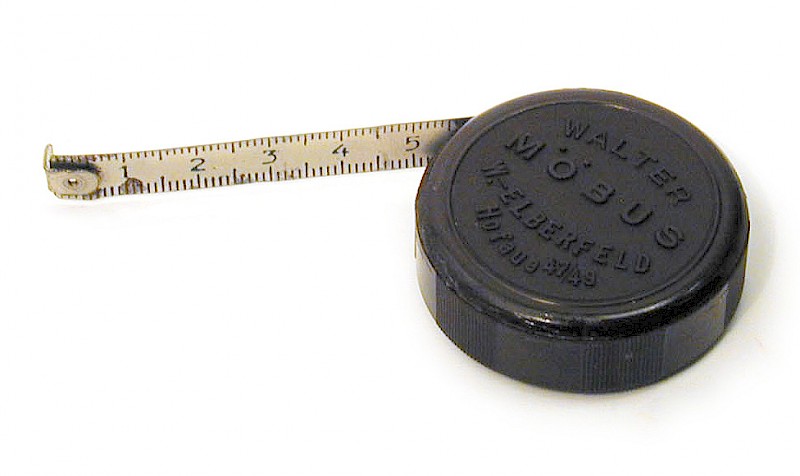 1 2 3 4 5
WALTER
MÖBUS
W.-ELBERFELD
Hofaue 47/49